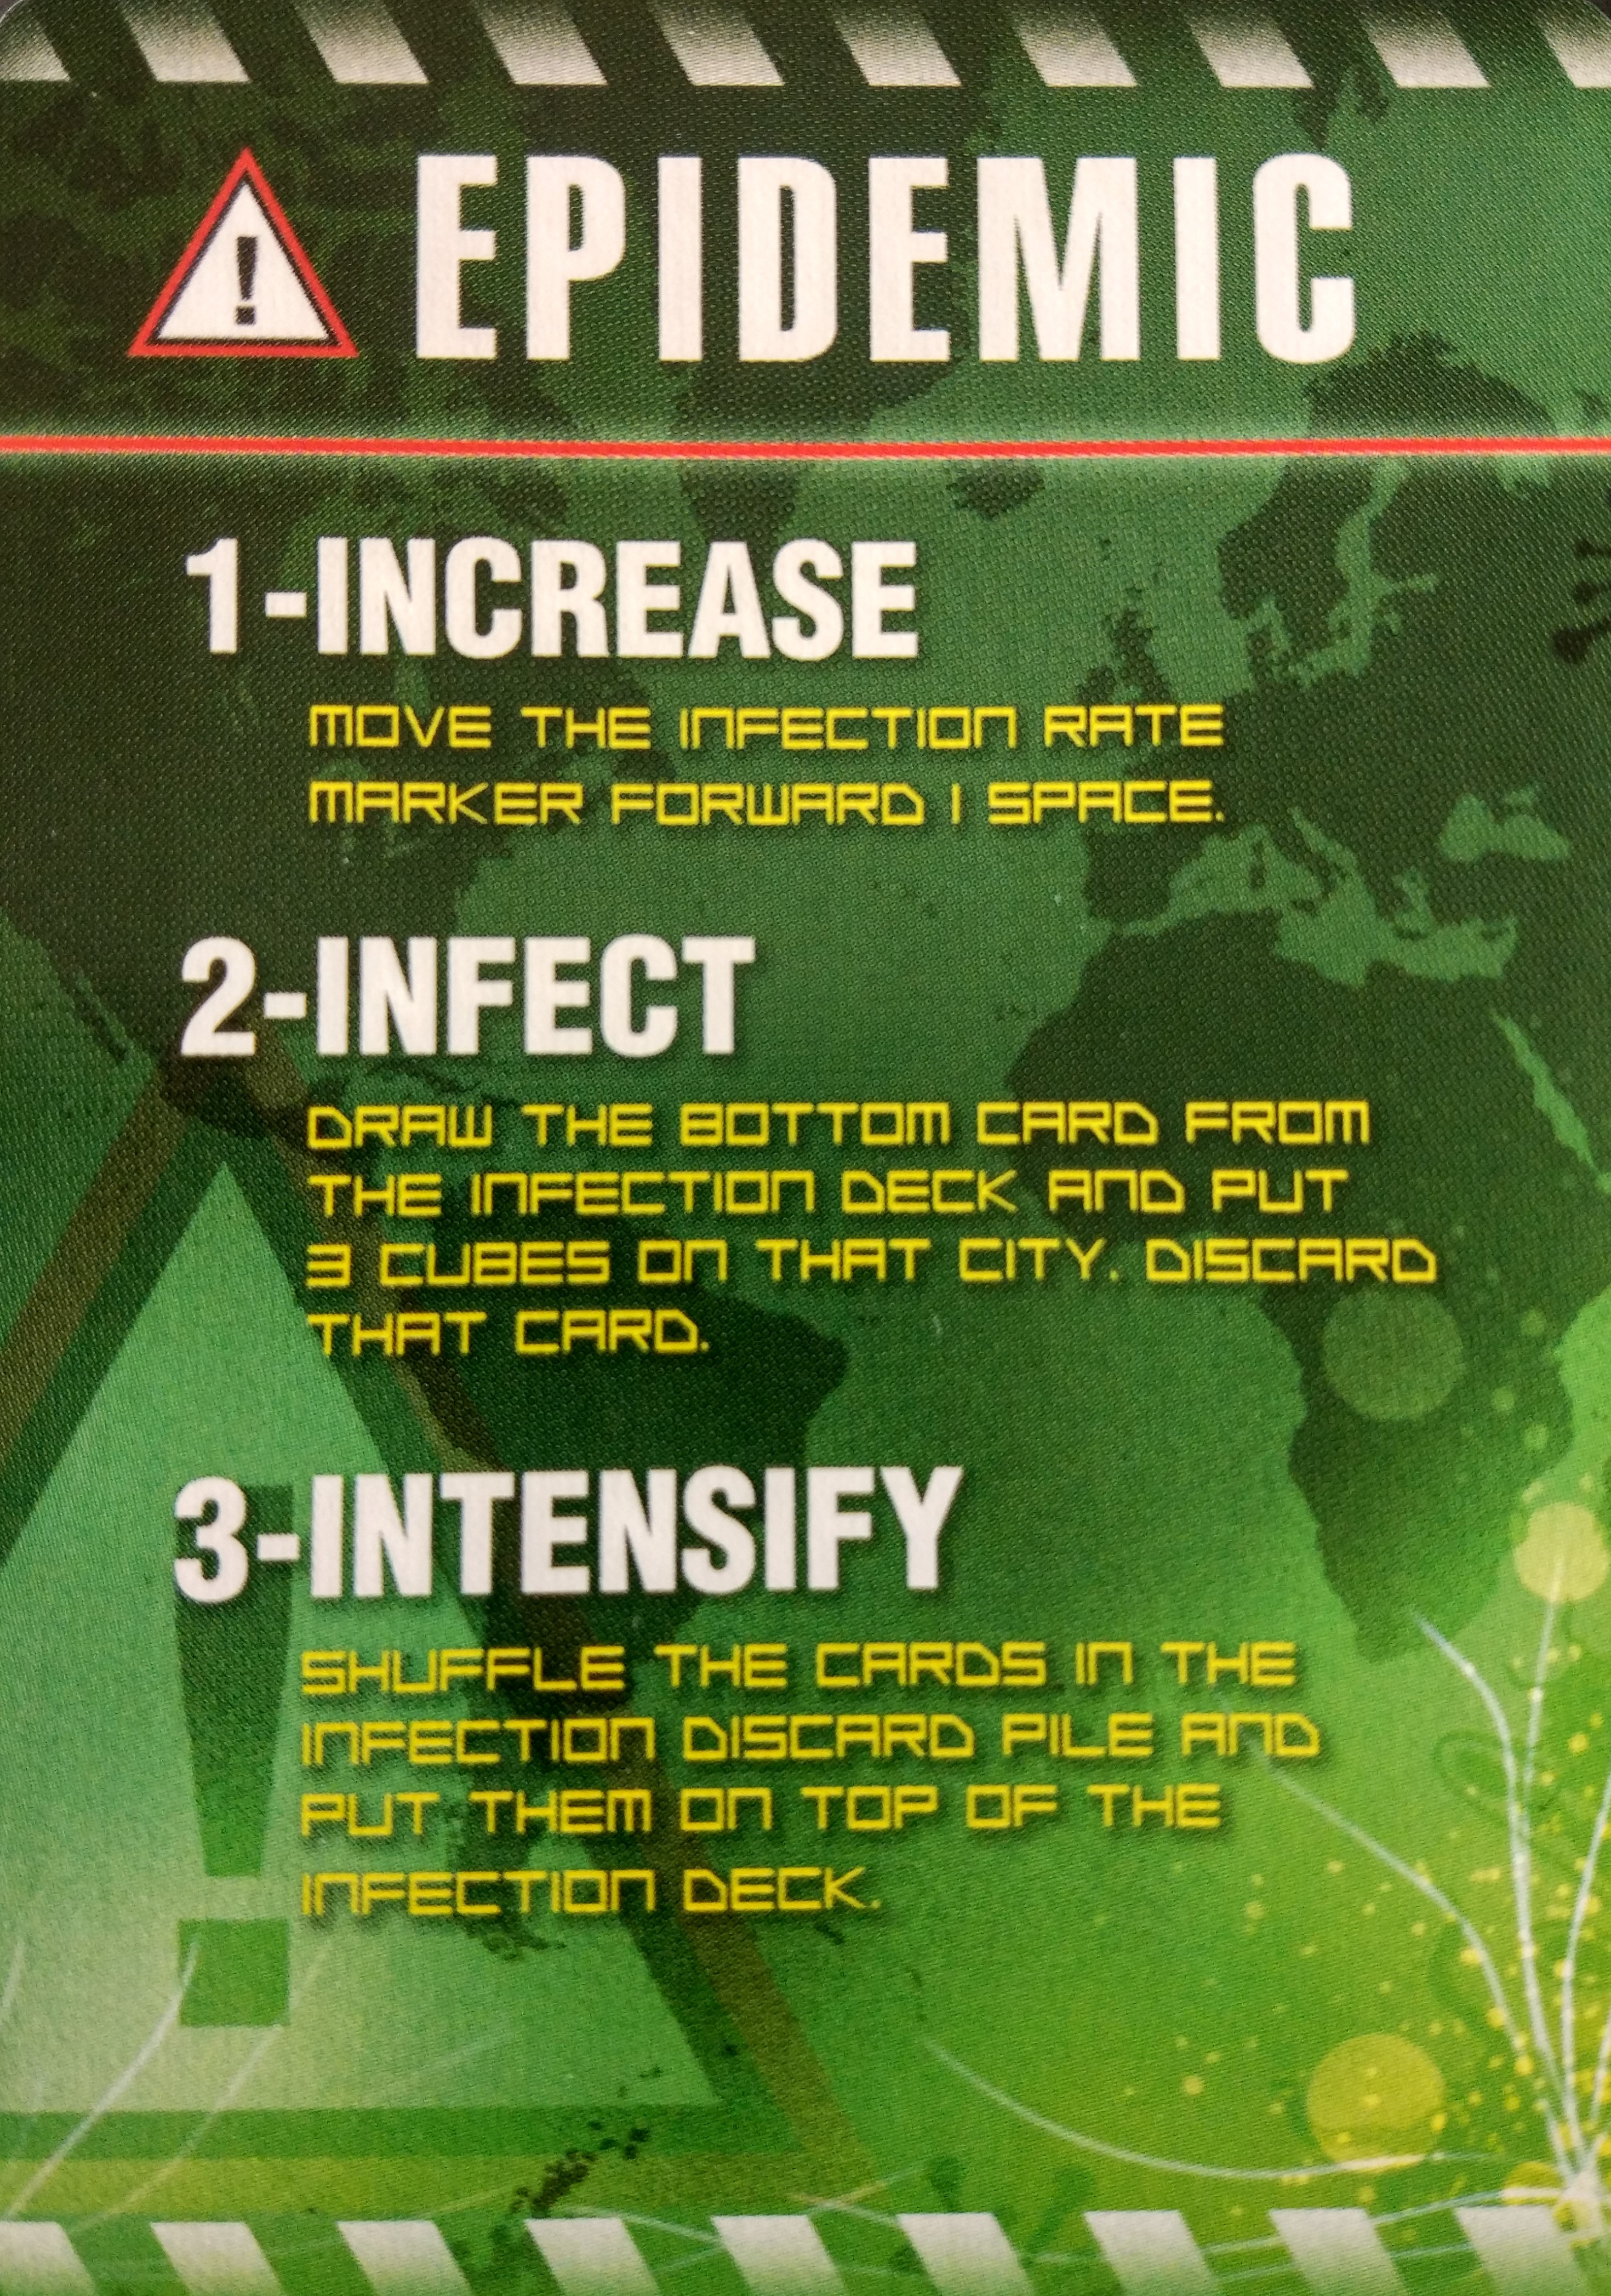 ! EPIDEMIC
1-INCREASE
MOVE THE INFECTION RATE
MARKER FORWARD 1 SPACE.
2-INFECT
DRAW THE BOTTOM CARD FROM
THE INFECTION DECK AND PUT
3 CUBES ON THAT CITY. DISCARD
THAT CARD.
3-INTENSIFY
SHUFFLE THE CARDS IN THE
INFECTION DISCARD PILE AND
PUT THEM ON TOP OF THE
INFECTION DECK.